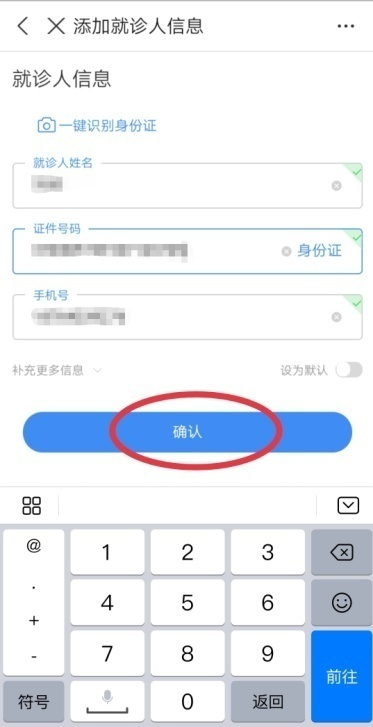 添加就诊人信息
就诊人信息
一键识别身份证
就诊人姓名
证件号码
身份证
手机号
补充更多信息
设为默认
确认
@ 1 2 3
. 4 5 6
+
- 7 8 9
前往
符号 0 返回